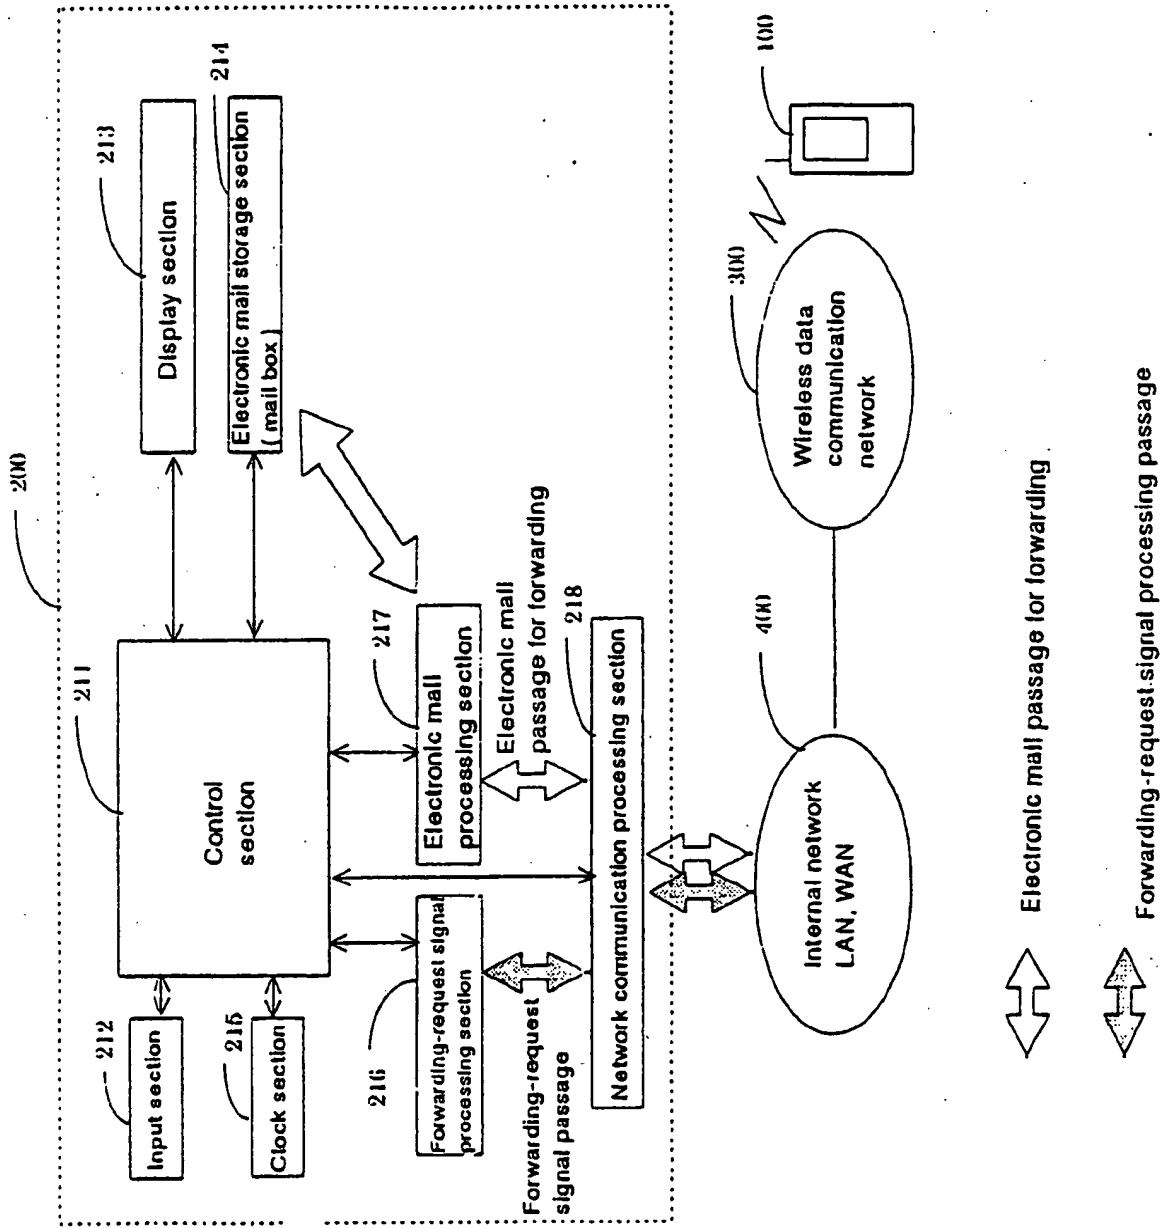 200
211
Control
section
212
Input section
215
Clock section
213
Display section
214
Electronic mail storage section
( mail box )
216
Forwarding-request signal
processing section
217
Electronic mall
processing section
Forwarding-request
signal passage
Electronic mall
passage for forwarding
218
Network communication processing section
400
Internal network
LAN, WAN
300
Wireless data
communication
network
100
Electronic mall passage for forwarding
Forwarding-request signal processing passage